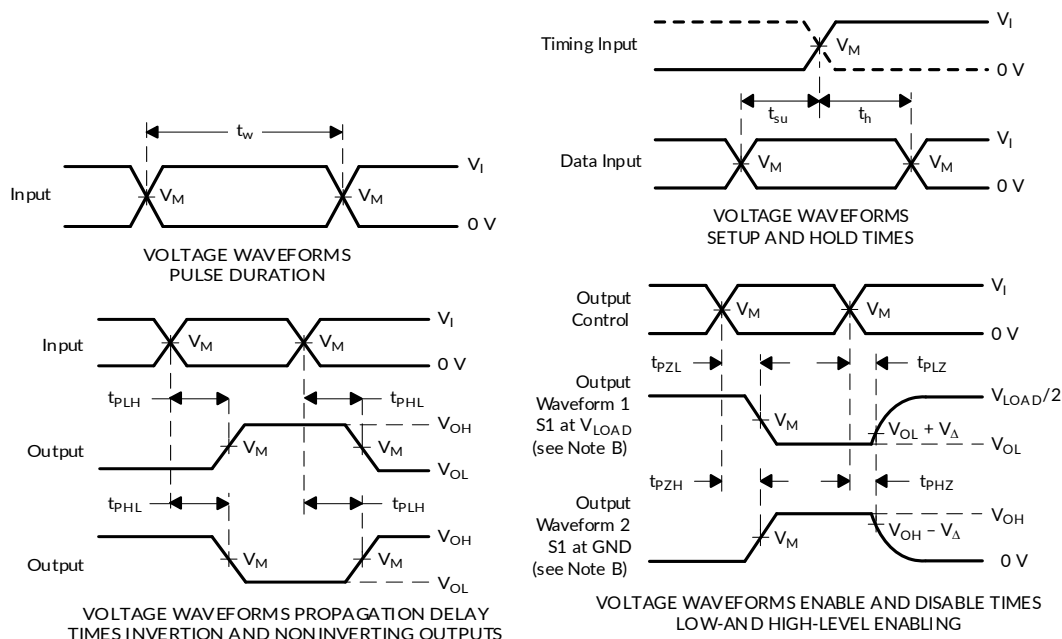 t_w
Input
V_I
V_M
V_M
0 V
VOLTAGE WAVEFORMS
PULSE DURATION
Timing Input
V_I
V_M
0 V
t_su
t_h
Data Input
V_I
V_M
V_M
0 V
VOLTAGE WAVEFORMS
SETUP AND HOLD TIMES
Input
V_I
V_M
V_M
0 V
t_PLH
t_PHL
Output
V_OH
V_M
V_M
V_OL
t_PHL
t_PLH
Output
V_OH
V_M
V_M
V_OL
VOLTAGE WAVEFORMS PROPAGATION DELAY
TIMES INVERTION AND NONINVERTING OUTPUTS
Output
Control
V_I
V_M
V_M
0 V
t_PZL
t_PLZ
Output
Waveform 1
S1 at V_LOAD
(see Note B)
V_LOAD/2
V_M
V_OL + V_Δ
V_OL
t_PZH
t_PHZ
Output
Waveform 2
S1 at GND
(see Note B)
V_OH
V_M
V_OH − V_Δ
0 V
VOLTAGE WAVEFORMS ENABLE AND DISABLE TIMES
LOW-AND HIGH-LEVEL ENABLING